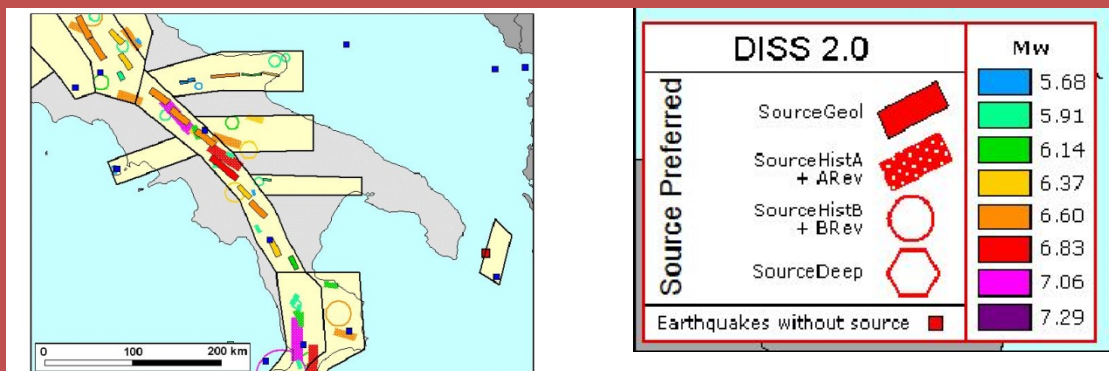 0 100 200 km
DISS 2.0
Mw
Source Preferred
SourceGeol
SourceHistA
+ ARev
SourceHistB
+ BRev
SourceDeep
Earthquakes without source
5.68
5.91
6.14
6.37
6.60
6.83
7.06
7.29